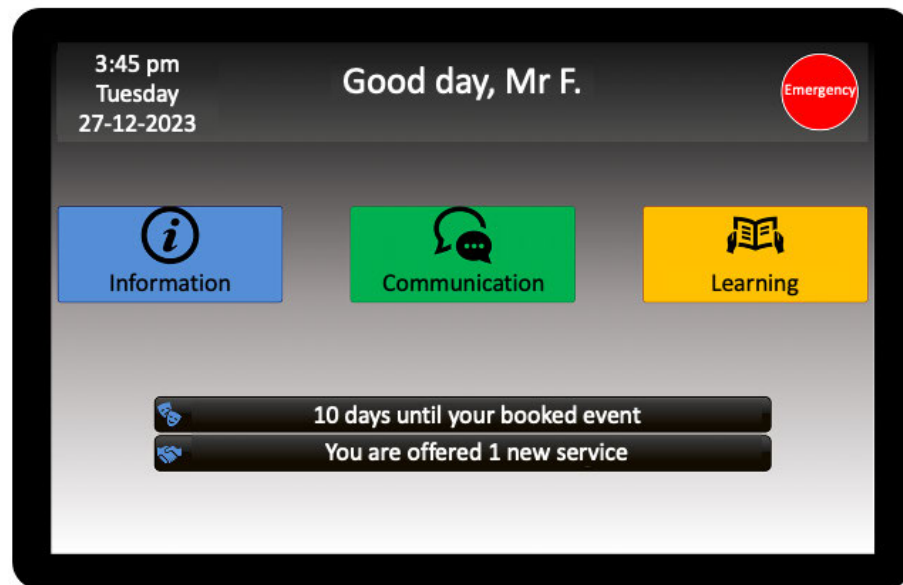 3:45 pm
Tuesday
27-12-2023
Good day, Mr F.
Emergency
Information
Communication
Learning
10 days until your booked event
You are offered 1 new service